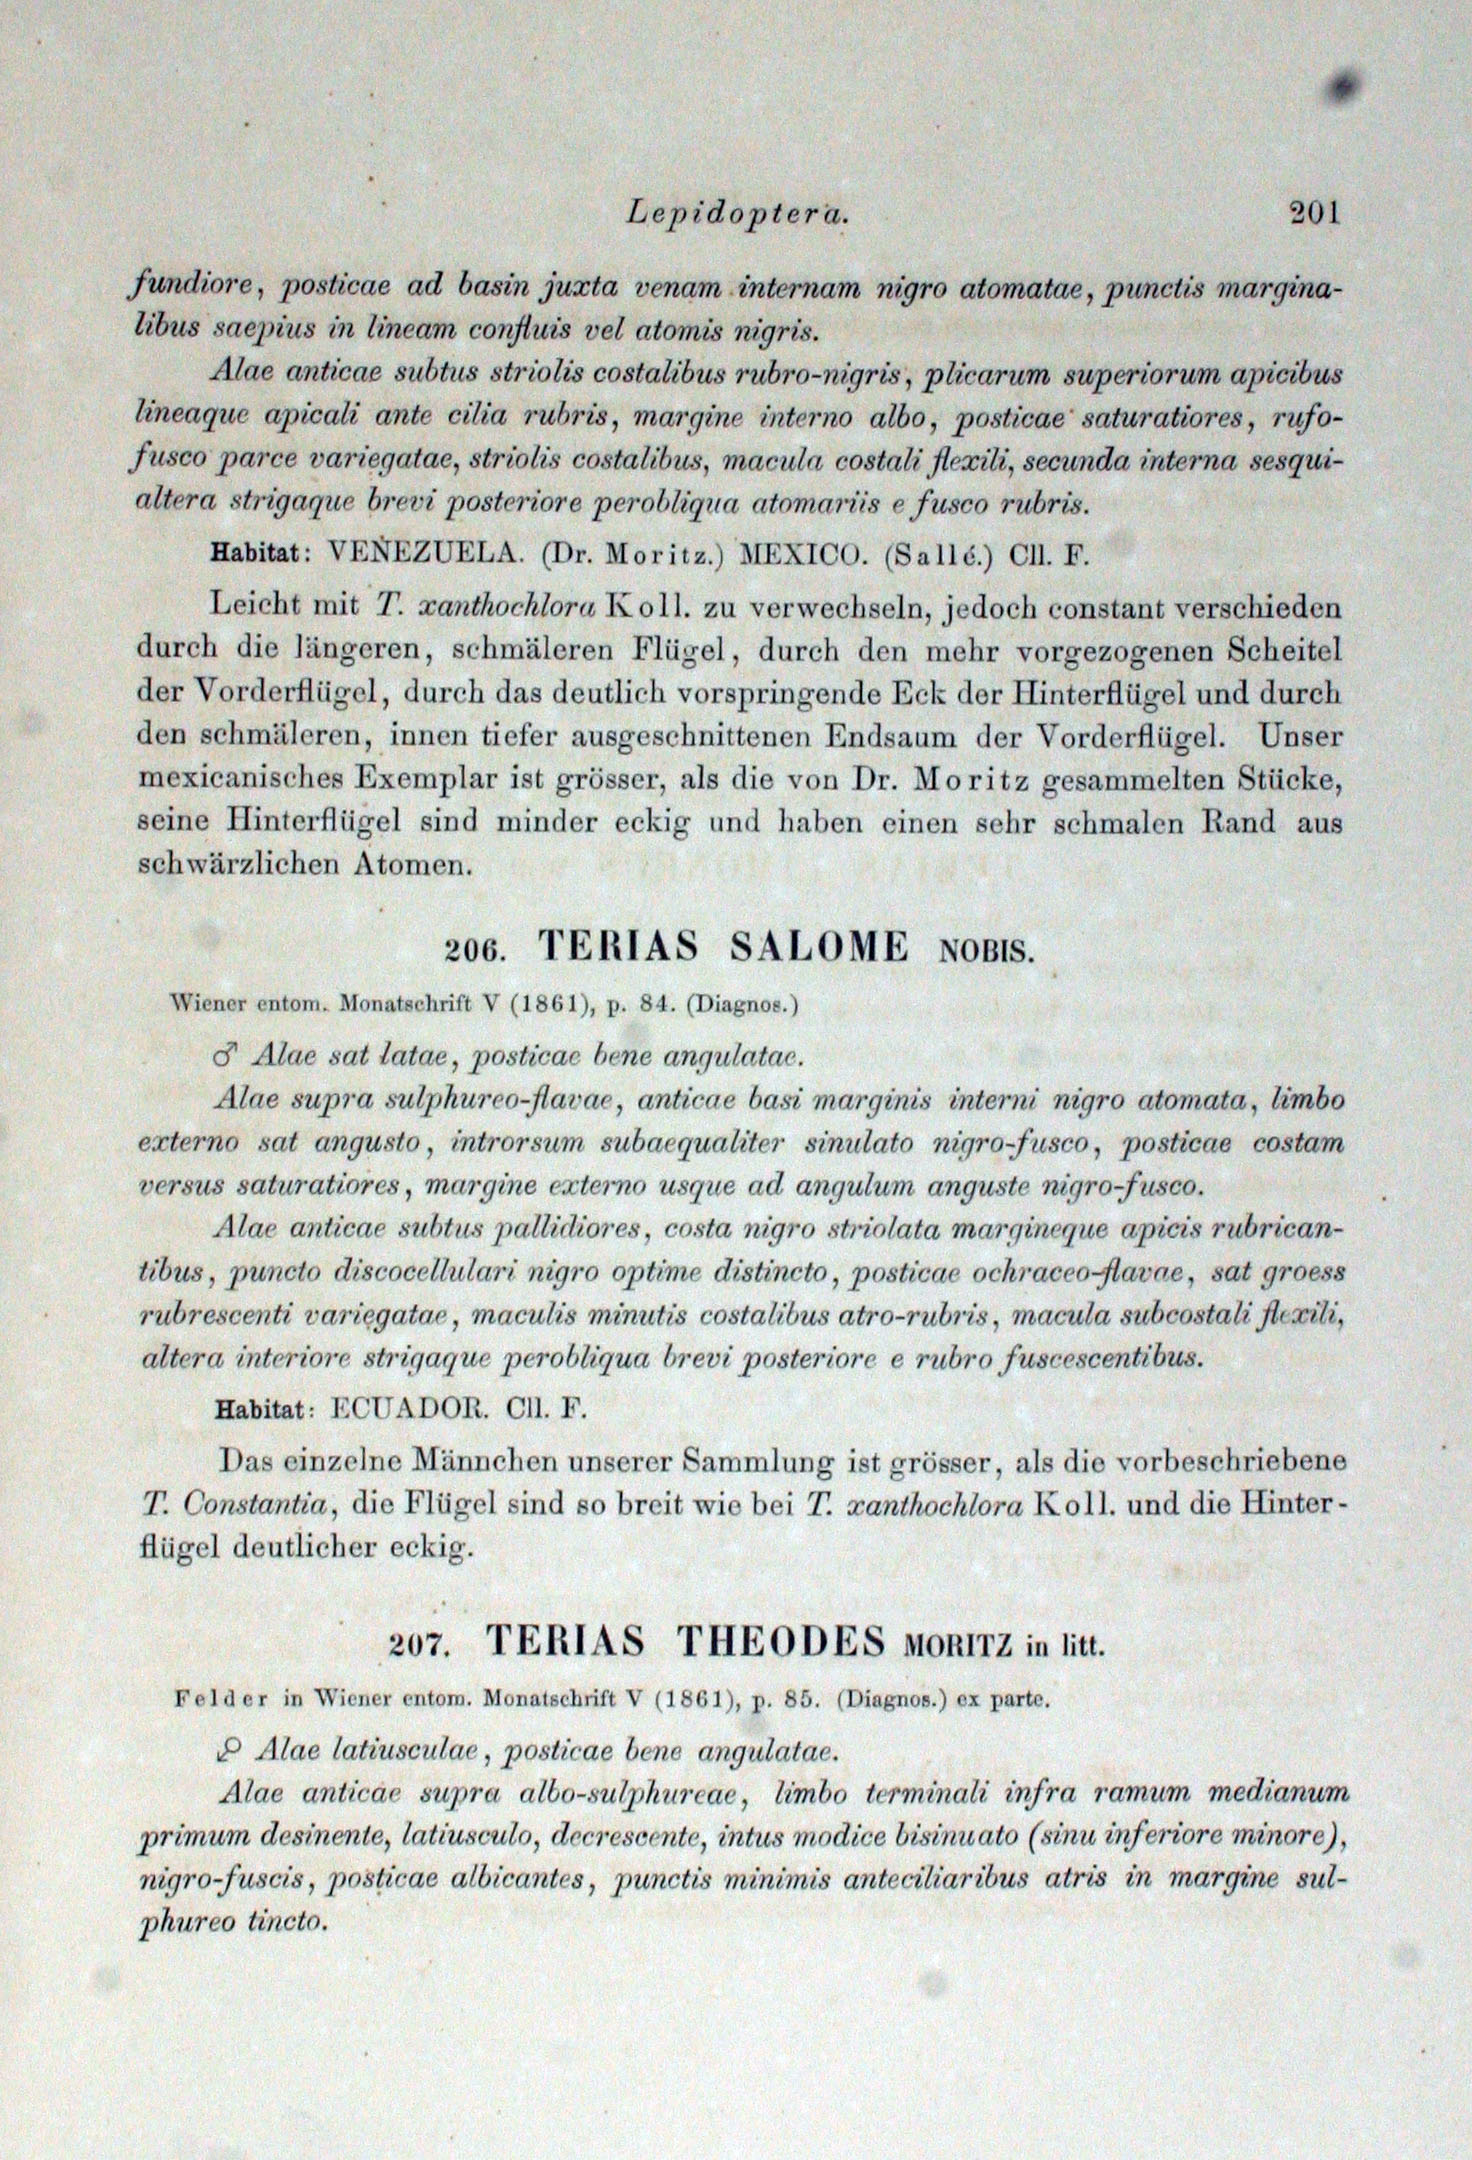 Lepidoptera. 201
fundiore, posticae ad basin juxta venam internam nigro atomatae, punctis margina-
libus saepius in lineam confluis vel atomis nigris.
Alae anticae subtus striolis costalibus rubro-nigris, plicarum superiorum apicibus
lineaque apicali ante cilia rubris, margine interno albo, posticae saturatiores, rufo-
fusco parce variegatae, striolis costalibus, macula costali flexili, secunda interna sesqui-
altera strigaque brevi posteriore perobliqua atomariis e fusco rubris.
Habitat: VENEZUELA. (Dr. Moritz.) MEXICO. (Sallé.) Cll. F.
Leicht mit T. xanthochlora Koll. zu verwechseln, jedoch constant verschieden
durch die längeren, schmäleren Flügel, durch den mehr vorgezogenen Scheitel
der Vorderflügel, durch das deutlich vorspringende Eck der Hinterflügel und durch
den schmäleren, innen tiefer ausgeschnittenen Endsaum der Vorderflügel. Unser
mexicanisches Exemplar ist grösser, als die von Dr. Moritz gesammelten Stücke,
seine Hinterflügel sind minder eckig und haben einen sehr schmalen Rand aus
schwärzlichen Atomen.
206. TERIAS SALOME NOBIS.
Wiener entom. Monatschrift V (1861), p. 84. (Diagnos.)
♂ Alae sat latae, posticae bene angulatae.
Alae supra sulphureo-flavae, anticae basi marginis interni nigro atomata, limbo
externo sat angusto, introrsum subaequaliter sinulato nigro-fusco, posticae costam
versus saturatiores, margine externo usque ad angulum anguste nigro-fusco.
Alae anticae subtus pallidiores, costa nigro striolata margineque apicis rubrican-
tibus, puncto discocellulari nigro optime distincto, posticae ochraceo-flavae, sat groess
rubrescenti variegatae, maculis minutis costalibus atro-rubris, macula subcostali flexili,
altera interiore strigaque perobliqua brevi posteriore e rubro fuscescentibus.
Habitat: ECUADOR. Cll. F.
Das einzelne Männchen unserer Sammlung ist grösser, als die vorbeschriebene
T. Constantia, die Flügel sind so breit wie bei T. xanthochlora Koll. und die Hinter-
flügel deutlicher eckig.
207. TERIAS THEODES MORITZ in litt.
Felder in Wiener entom. Monatschrift V (1861), p. 85. (Diagnos.) ex parte.
♀ Alae latiusculae, posticae bene angulatae.
Alae anticae supra albo-sulphureae, limbo terminali infra ramum medianum
primum desinente, latiusculo, decrescente, intus modice bisinuato (sinu inferiore minore),
nigro-fuscis, posticae albicantes, punctis minimis anteciliaribus atris in margine sul-
phureo tincto.